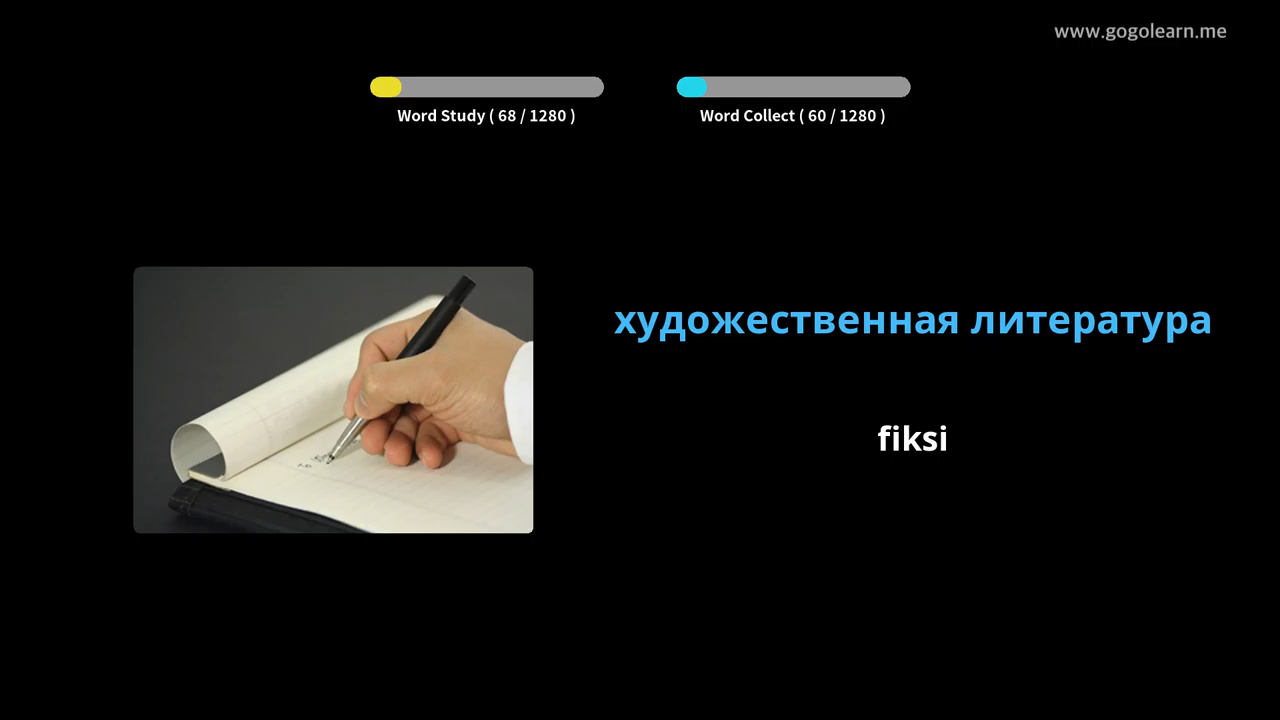 www.gogolearn.me
Word Study ( 68 / 1280 )
Word Collect ( 60 / 1280 )
художественная литература
fiksi